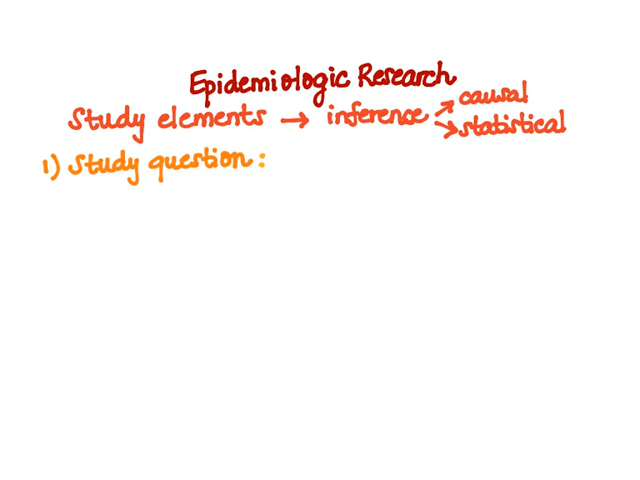 Epidemiologic Research
Study elements → inference ↗ causal
↘ statistical
1) Study question: